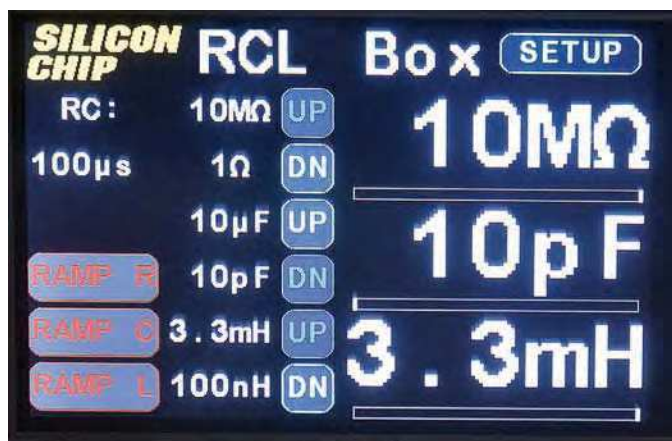 SILICON CHIP RCL Box SETUP
RC: 10MΩ UP 10MΩ
100µs 1Ω DN
10µF UP 10pF
RAMP R 10pF DN
RAMP C 3.3mH UP 3.3mH
RAMP L 100nH DN